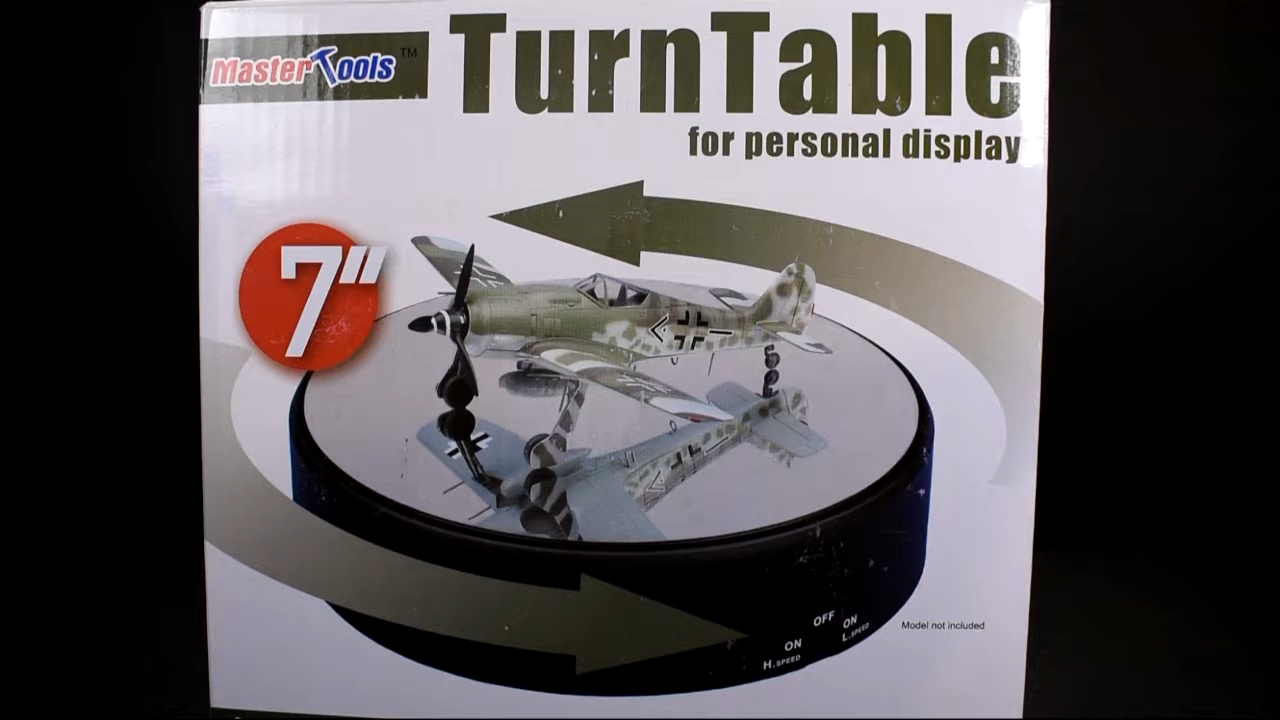 MasterTools™
TurnTable
for personal display
7"
OFF
ON
L.SPEED
ON
H.SPEED
Model not included